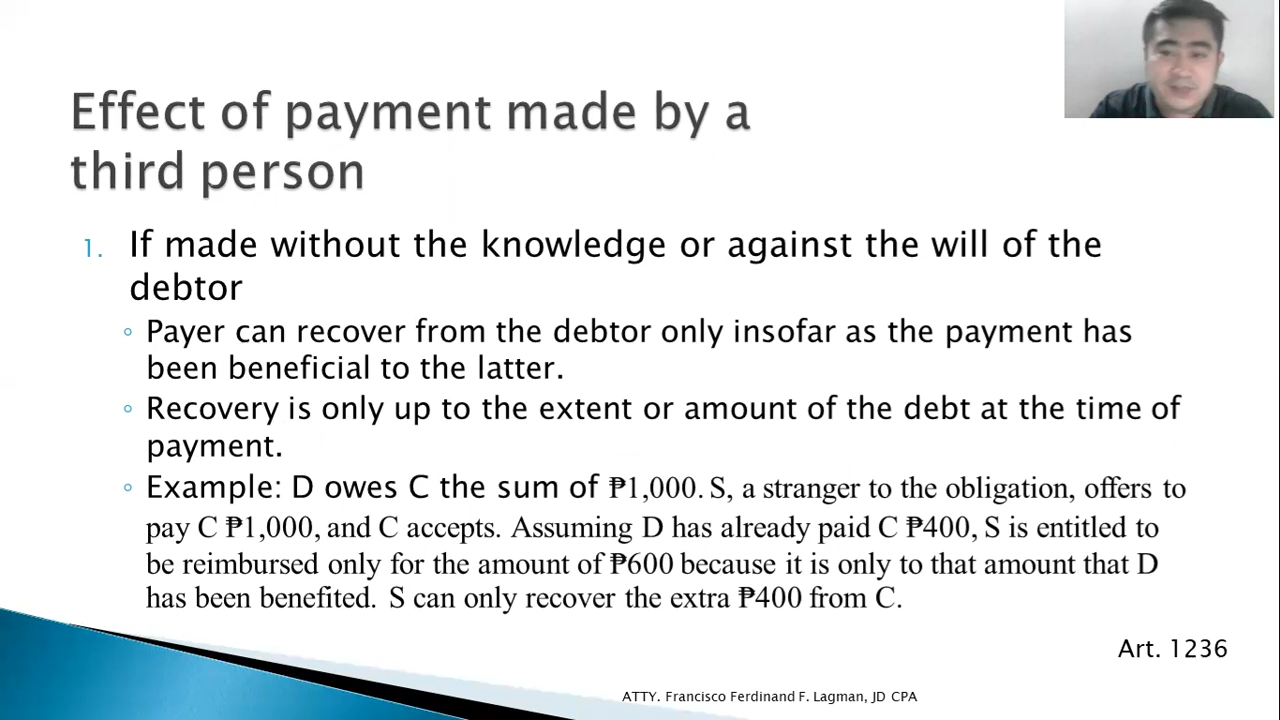 Effect of payment made by a
third person
1. If made without the knowledge or against the will of the
debtor
◦ Payer can recover from the debtor only insofar as the payment has
been beneficial to the latter.
◦ Recovery is only up to the extent or amount of the debt at the time of
payment.
◦ Example: D owes C the sum of ₱1,000. S, a stranger to the obligation, offers to
pay C ₱1,000, and C accepts. Assuming D has already paid C ₱400, S is entitled to
be reimbursed only for the amount of ₱600 because it is only to that amount that D
has been benefited. S can only recover the extra ₱400 from C.
Art. 1236
ATTY. Francisco Ferdinand F. Lagman, JD CPA